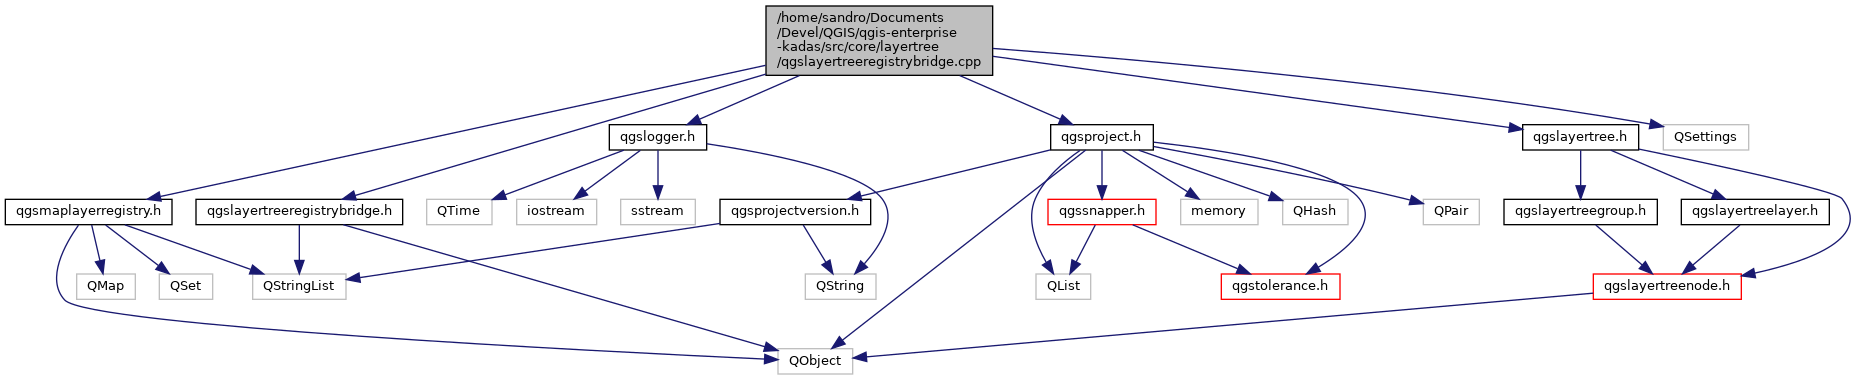 /home/sandro/Documents
/Devel/QGIS/qgis-enterprise
-kadas/src/core/layertree
/qgslayertreeregistrybridge.cpp
qgslogger.h
qgsproject.h
qgslayertree.h
QSettings
qgsmaplayerregistry.h
qgslayertreeregistrybridge.h
QTime
iostream
sstream
qgsprojectversion.h
qgssnapper.h
memory
QHash
QPair
qgslayertreegroup.h
qgslayertreelayer.h
QMap
QSet
QStringList
QString
QList
qgstolerance.h
qgslayertreenode.h
QObject